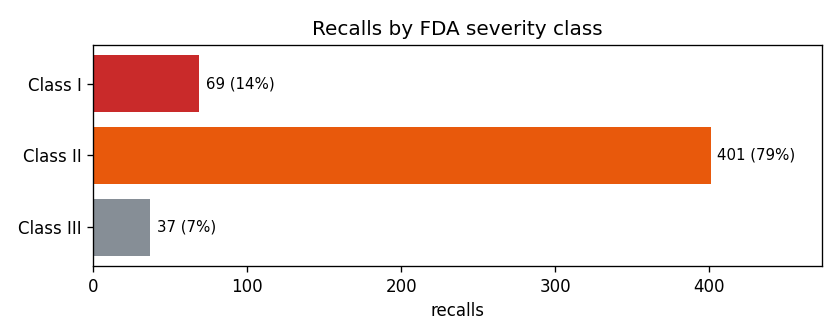 Recalls by FDA severity class
Class I
69 (14%)
Class II
401 (79%)
Class III
37 (7%)
0 100 200 300 400
recalls